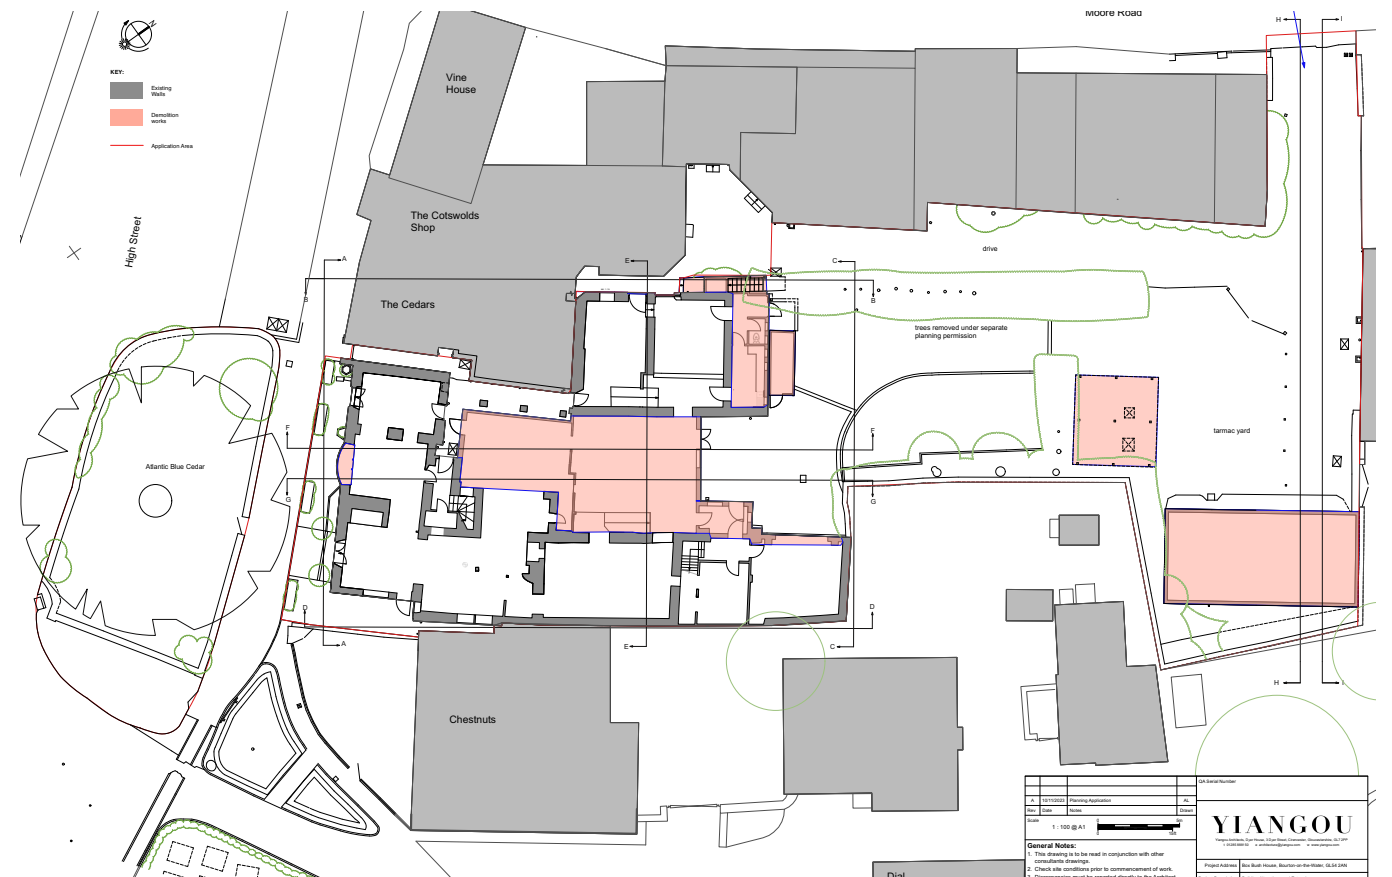 Moore Road
N
KEY:
Existing
Walls
Demolition
works
Application Area
High Street
Vine
House
The Cotswolds
Shop
The Cedars
Atlantic Blue Cedar
Chestnuts
drive
trees removed under separate
planning permission
tarmac yard
Dial
A
A
B
B
C
C
D
D
E
E
F
F
G
G
H
H
I
I
A 10/11/2023 Planning Application AL
Rev Date Notes Drawn
Scale
1 : 100 @ A1
0 5m
0 16ft
General Notes:
1. This drawing is to be read in conjunction with other
consultants drawings.
2. Check site conditions prior to commencement of work.
QA Serial Number
YIANGOU
Project Address Box Bush House, Bourton-on-the-Water, GL54 2AN